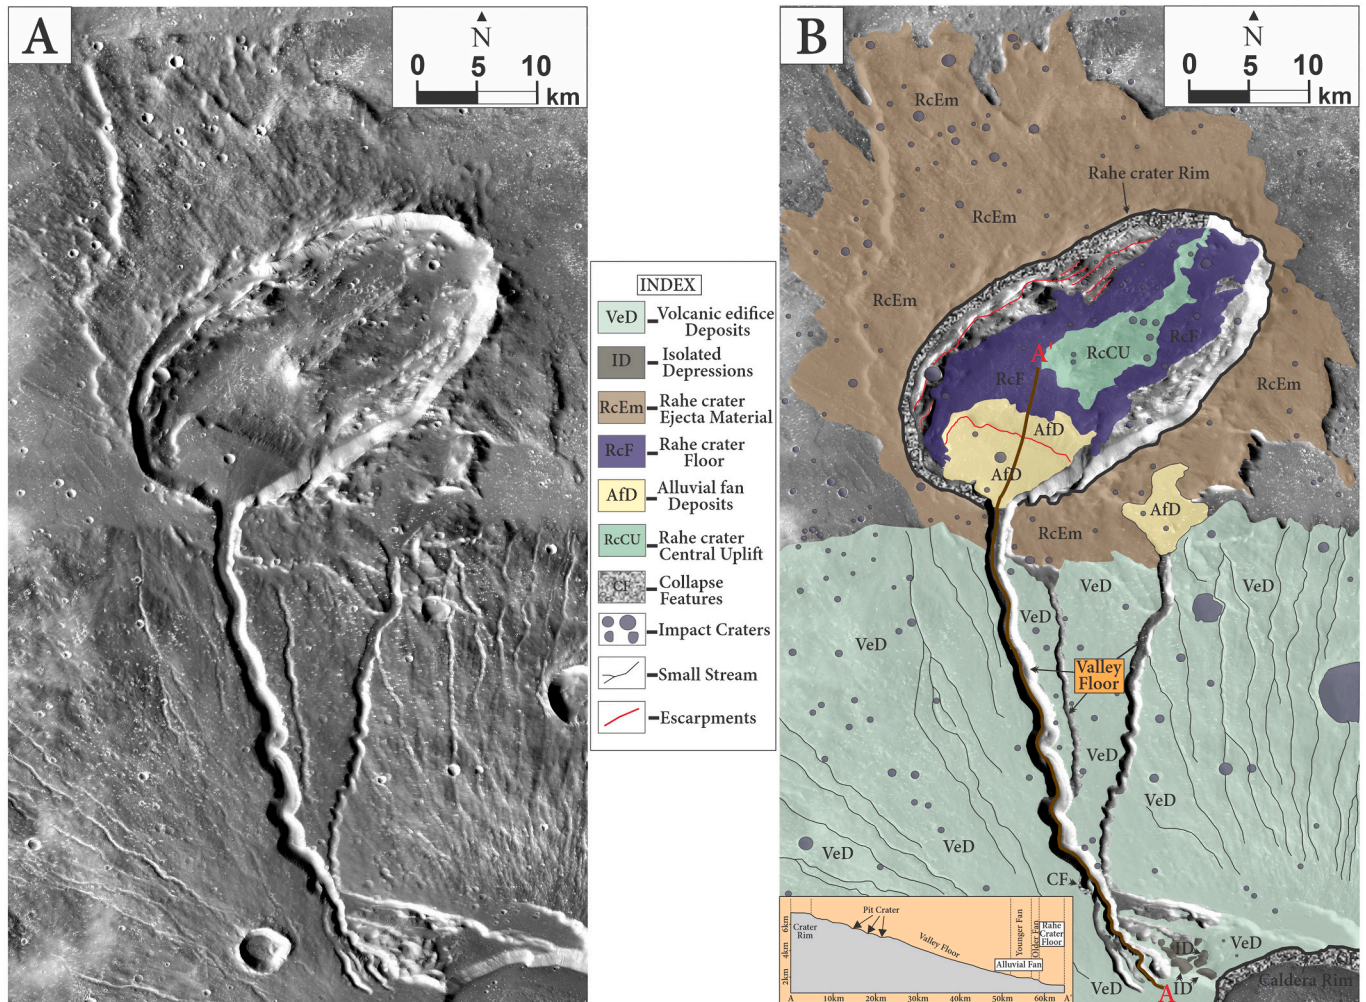 A
N
0 5 10
km
INDEX
VeD
Volcanic edifice
Deposits
ID
Isolated
Depressions
RcEm
Rahe crater
Ejecta Material
RcF
Rahe crater
Floor
AfD
Alluvial fan
Deposits
RcCU
Rahe crater
Central Uplift
CF
Collapse
Features
Impact Craters
Small Stream
Escarpments
B
N
0 5 10
km
RcEm
Rahe crater Rim
RcEm
RcEm
RcF
RcCU
A'
RcF
RcEm
AfD
AfD
AfD
RcEm
VeD
VeD
VeD
VeD
Valley
Floor
VeD
VeD
VeD
VeD
CF
VeD
ID
ID
VeD
A
Caldera Rim
6km
4km
2km
Crater
Rim
Pit Crater
Valley Floor
Younger Fan
Older Fan
Rahe
Crater
Floor
Alluvial Fan
A 10km 20km 30km 40km 50km 60km A'